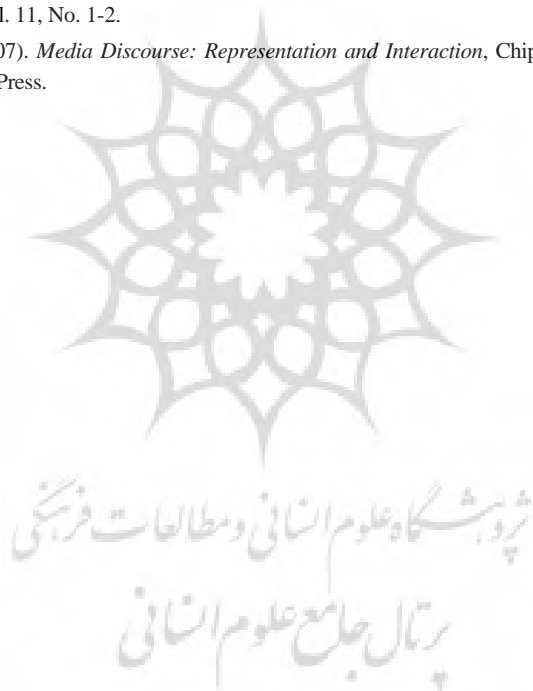 l. 11, No. 1-2.
07). Media Discourse: Representation and Interaction, Chip
Press.
پژوهشگاه علوم انسانی و مطالعات فرهنگی
پرتال جامع علوم انسانی